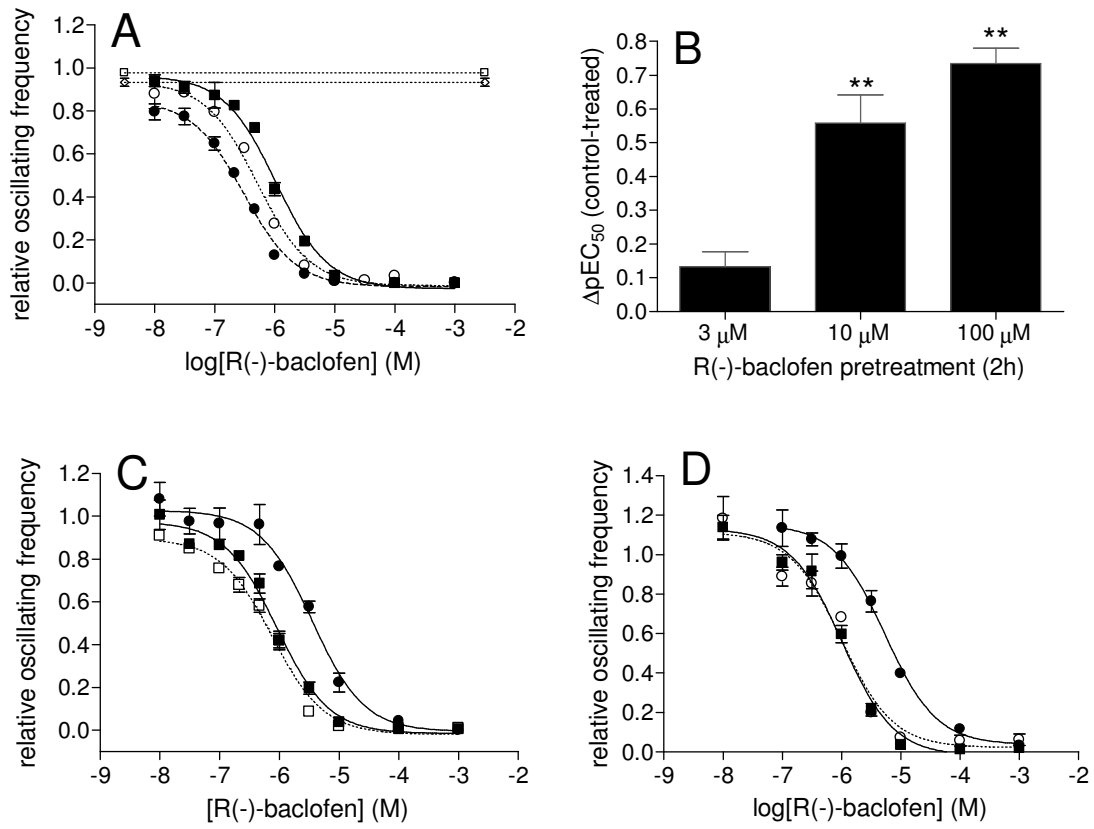 A
relative oscillating frequency
1.2
1.0
0.8
0.6
0.4
0.2
0.0
-9 -8 -7 -6 -5 -4 -3 -2
log[R(-)-baclofen] (M)
B
ΔpEC50 (control-treated)
0.8
0.7
0.6
0.5
0.4
0.3
0.2
0.1
0.0
** **
3 μM 10 μM 100 μM
R(-)-baclofen pretreatment (2h)
C
relative oscillating frequency
1.2
1.0
0.8
0.6
0.4
0.2
0.0
-9 -8 -7 -6 -5 -4 -3 -2
[R(-)-baclofen] (M)
D
relative oscillating frequency
1.4
1.2
1.0
0.8
0.6
0.4
0.2
0.0
-9 -8 -7 -6 -5 -4 -3 -2
log[R(-)-baclofen] (M)